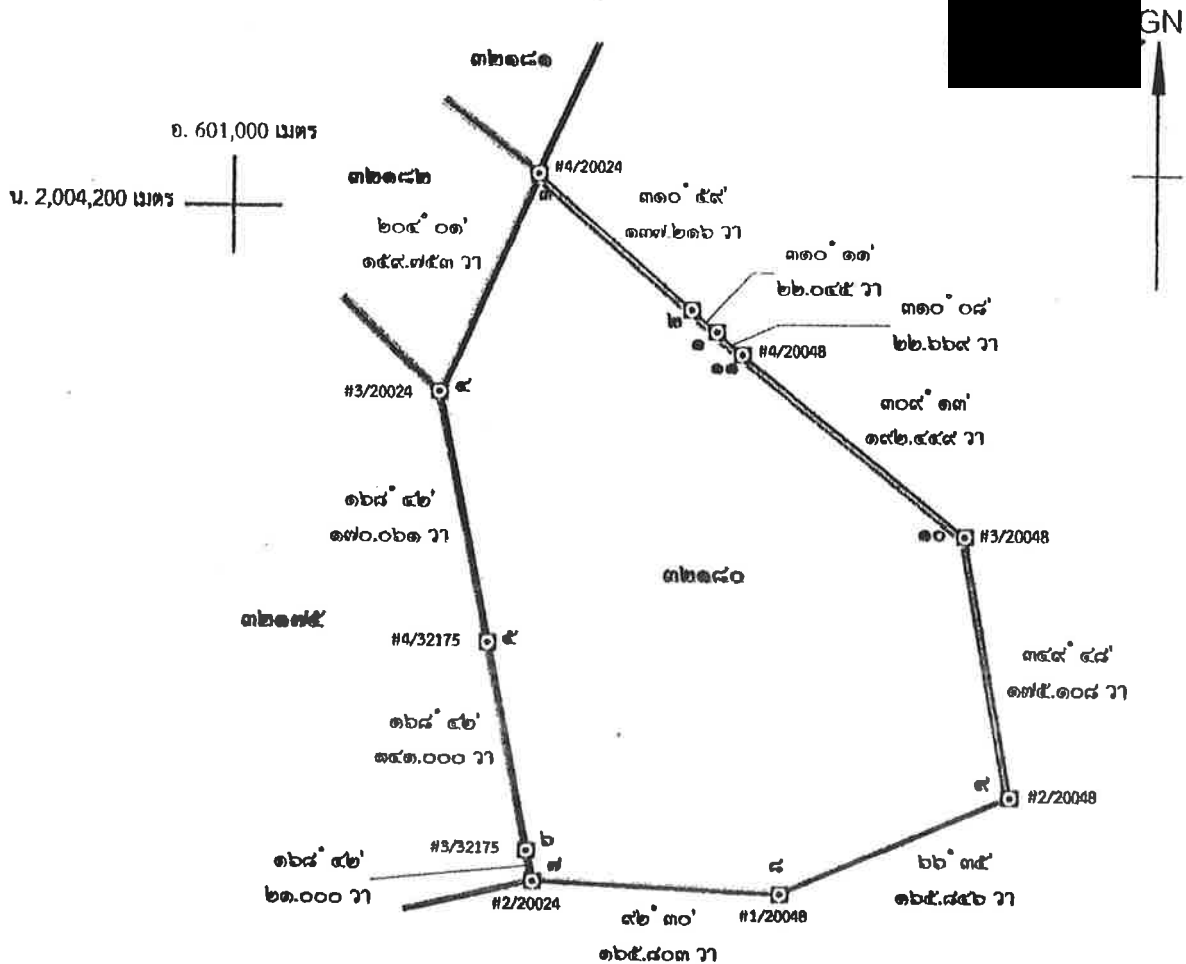 GN
๓๒๑๘๑
อ. 601,000 เมตร
#4/20024
๓๒๑๘๒
น. 2,004,200 เมตร
๓
๓๑๐° ๕๙'
๑๓๗.๒๑๖ วา
๒๐๔° ๐๑'
๑๕๙.๗๕๓ วา
๓๑๐° ๑๑'
๒๒.๐๔๕ วา
๓๑๐° ๐๘'
๒๒.๖๖๙ วา
๒
๑
๑๑
#4/20048
#3/20024
๔
๓๐๙° ๑๓'
๑๙๒.๔๔๙ วา
๑๖๘° ๔๒'
๑๗๐.๐๖๑ วา
๑๐
#3/20048
๓๒๑๘๐
๓๒๑๗๕
#4/32175
๕
๓๔๙° ๔๘'
๑๗๕.๑๐๘ วา
๑๖๘° ๔๒'
๑๔๑.๐๐๐ วา
๙
#2/20048
#3/32175
๖
๗
๘
๑๖๘° ๔๒'
๒๑.๐๐๐ วา
๖๖° ๓๕'
๑๖๕.๘๔๖ วา
#2/20024
#1/20048
๙๒° ๓๐'
๑๖๕.๘๐๓ วา